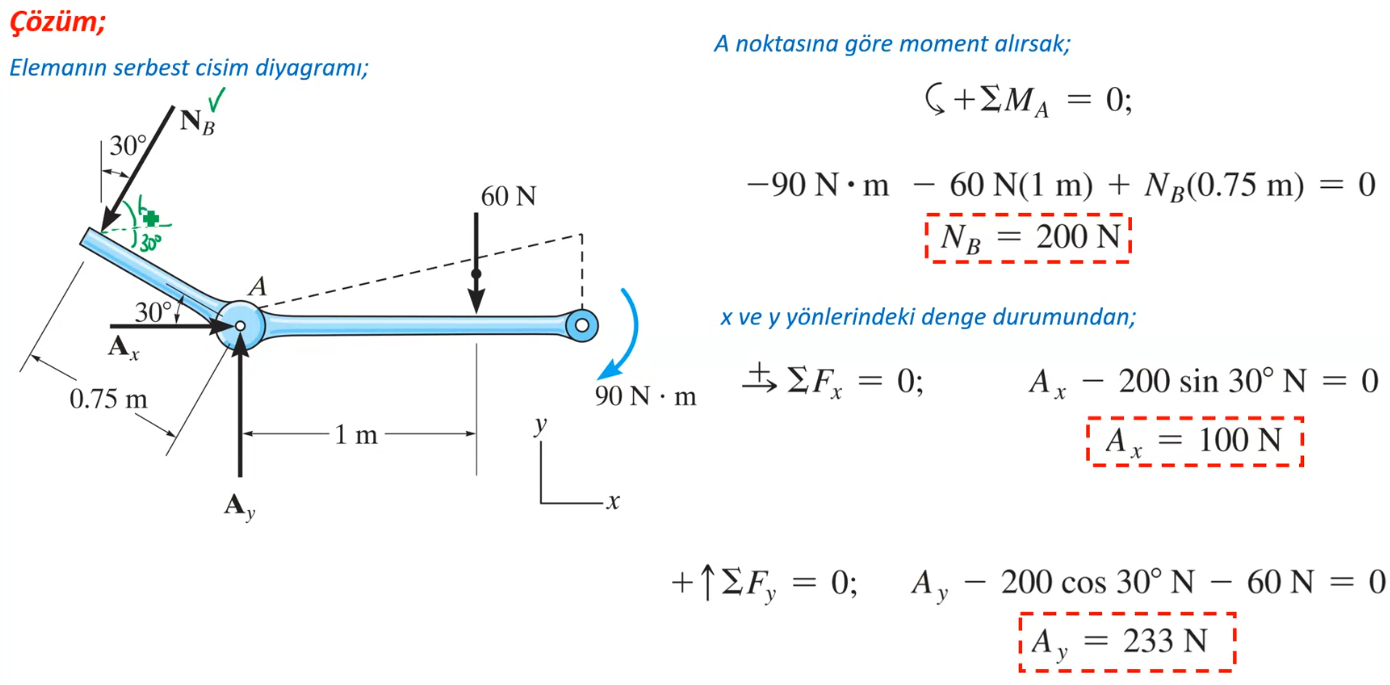 Çözüm;
Elemanın serbest cisim diyagramı;
N_B
30°
30°
60 N
A
30°
A_x
0.75 m
90 N · m
1 m
y
x
A_y
A noktasına göre moment alırsak;
⤹+ΣM_A = 0;
−90 N · m − 60 N(1 m) + N_B(0.75 m) = 0
N_B = 200 N
x ve y yönlerindeki denge durumundan;
→+ ΣF_x = 0; A_x − 200 sin 30° N = 0
A_x = 100 N
+↑ΣF_y = 0; A_y − 200 cos 30° N − 60 N = 0
A_y = 233 N